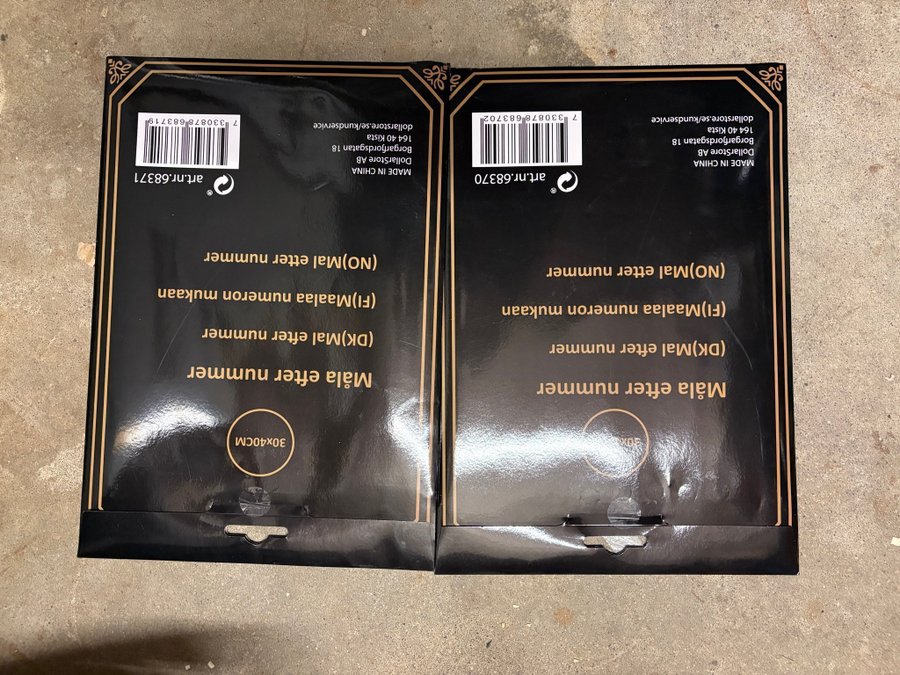 Måla efter nummer
(DK)Mal efter nummer
(FI)Maalaa numeron mukaan
(NO)Mal etter nummer
MADE IN CHINA
DollarStore AB
Borgarfjordsgatan 18
164 40 Kista
dollarstore.se/kundservice
®
art.nr.68370
7 330878 683702
30x40CM
Måla efter nummer
(DK)Mal efter nummer
(FI)Maalaa numeron mukaan
(NO)Mal etter nummer
MADE IN CHINA
DollarStore AB
Borgarfjordsgatan 18
164 40 Kista
dollarstore.se/kundservice
®
art.nr.68371
7 330878 683719